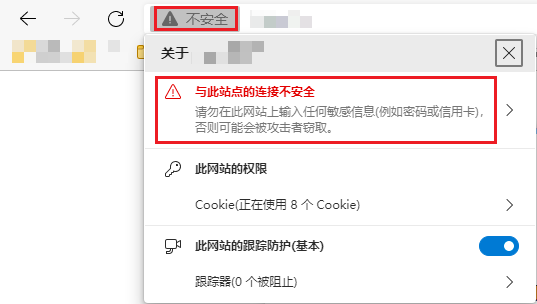 不安全
关于
与此站点的连接不安全
请勿在此网站上输入任何敏感信息(例如密码或信用卡),
否则可能会被攻击者窃取。
此网站的权限
Cookie(正在使用 8 个 Cookie)
此网站的跟踪防护(基本)
跟踪器(0 个被阻止)